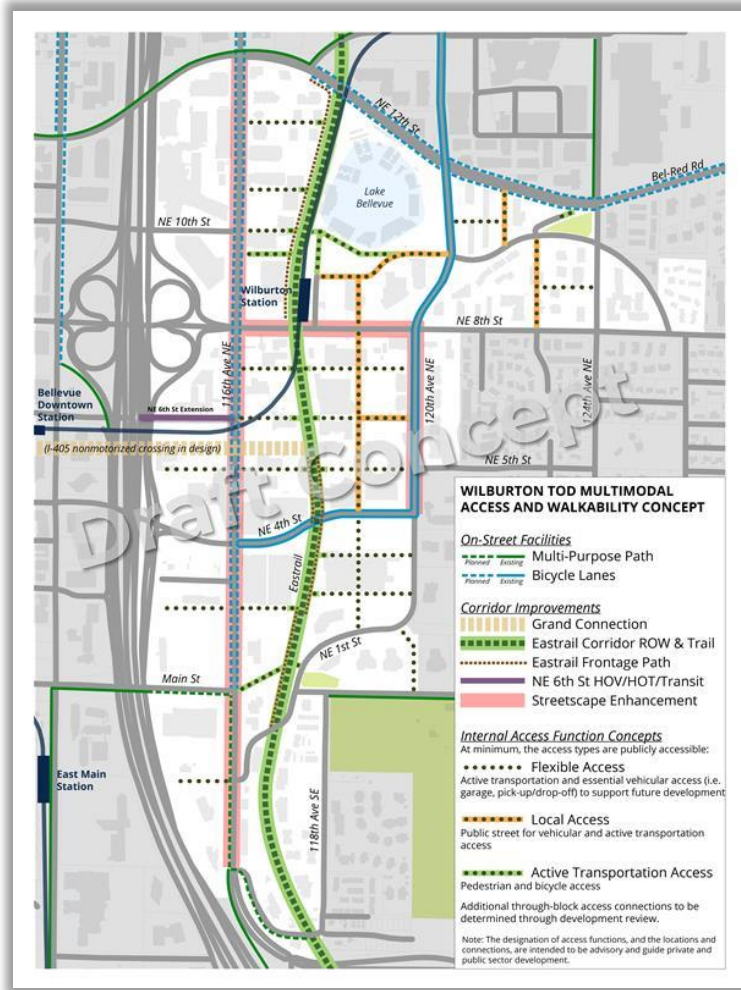 NE 12th St
Bel-Red Rd
Lake
Bellevue
NE 10th St
Wilburton
Station
NE 8th St
116th Ave NE
120th Ave NE
124th Ave NE
Bellevue
Downtown
Station
NE 6th St Extension
(I-405 nonmotorized crossing in design)
NE 5th St
Draft Concept
NE 4th St
Eastrail
NE 1st St
Main St
East Main
Station
118th Ave SE
WILBURTON TOD MULTIMODAL
ACCESS AND WALKABILITY CONCEPT
On-Street Facilities
Planned Existing Multi-Purpose Path
Planned Existing Bicycle Lanes
Corridor Improvements
Grand Connection
Eastrail Corridor ROW & Trail
Eastrail Frontage Path
NE 6th St HOV/HOT/Transit
Streetscape Enhancement
Internal Access Function Concepts
At minimum, the access types are publicly accessible:
Flexible Access
Active transportation and essential vehicular access (i.e.
garage, pick-up/drop-off) to support future development
Local Access
Public street for vehicular and active transportation
access
Active Transportation Access
Pedestrian and bicycle access
Additional through-block access connections to be
determined through development review.
Note: The designation of access functions, and the locations and
connections, are intended to be advisory and guide private and
public sector development.